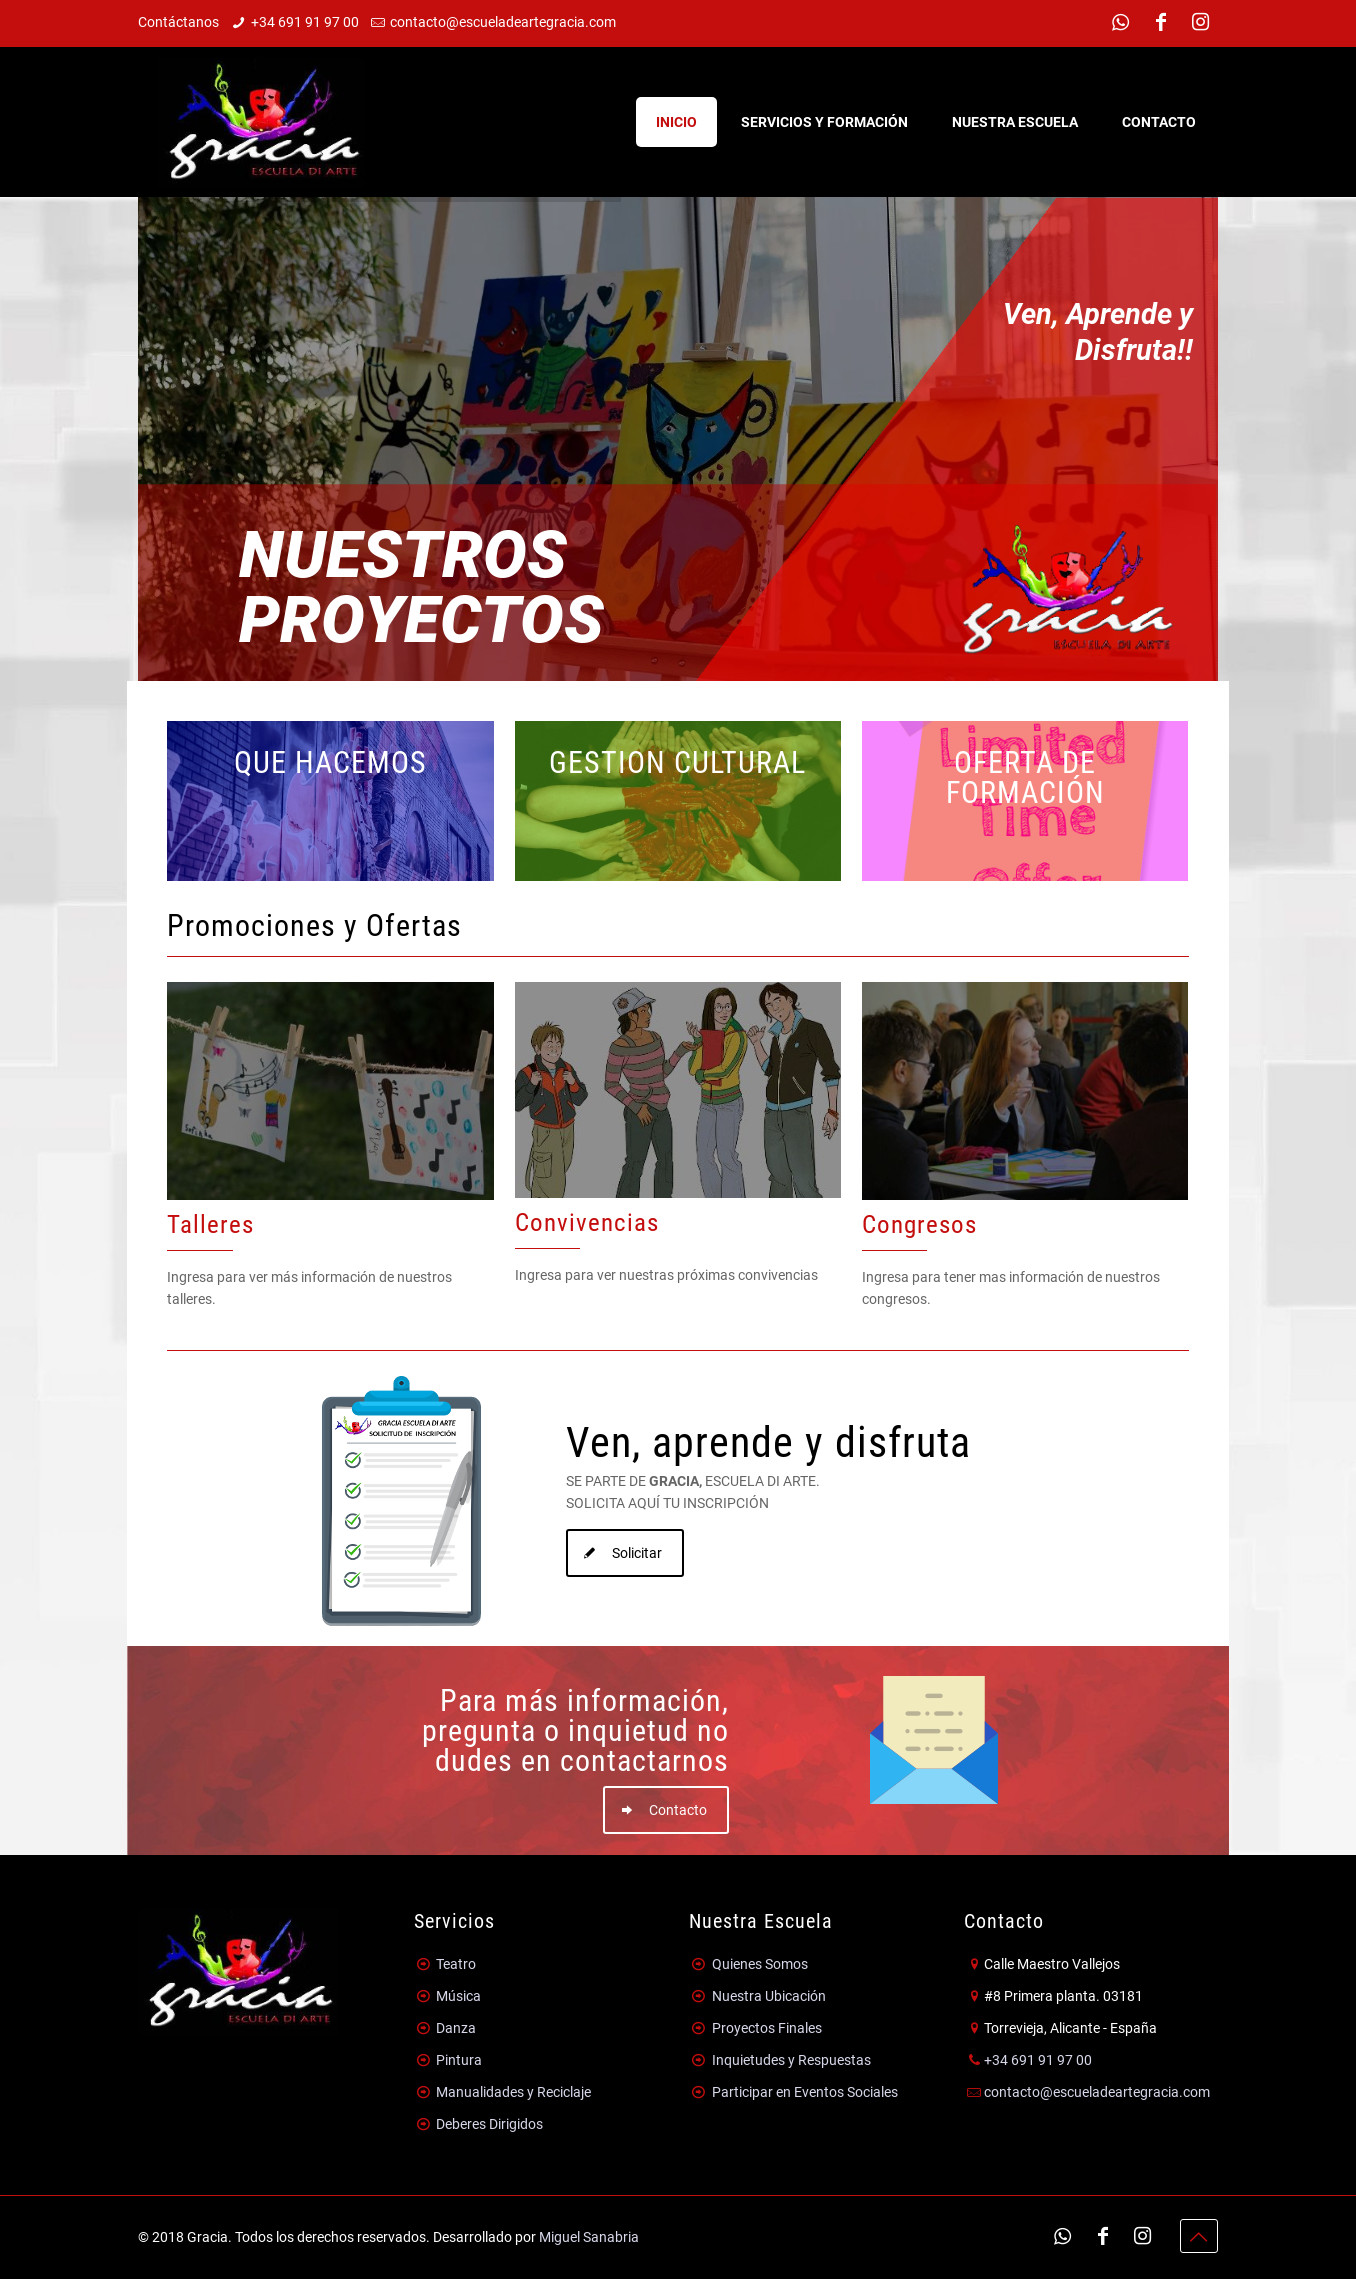 Contáctanos +34 691 91 97 00 contacto@escueladeartegracia.com
gracia
ESCUELA DI ARTE
INICIO SERVICIOS Y FORMACIÓN NUESTRA ESCUELA CONTACTO
Ven, Aprende y
Disfruta!!
NUESTROS
PROYECTOS
gracia
ESCUELA DI ARTE
QUE HACEMOS
GESTION CULTURAL
OFERTA DE
FORMACIÓN
Limited
Time
Offer
Promociones y Ofertas
Talleres
Ingresa para ver más información de nuestros
talleres.
Convivencias
Ingresa para ver nuestras próximas convivencias
Congresos
Ingresa para tener mas información de nuestros
congresos.
GRACIA ESCUELA DI ARTE
SOLICITUD DE INSCRIPCIÓN
Ven, aprende y disfruta
SE PARTE DE GRACIA, ESCUELA DI ARTE.
SOLICITA AQUÍ TU INSCRIPCIÓN
Solicitar
Para más información,
pregunta o inquietud no
dudes en contactarnos
Contacto
gracia
ESCUELA DI ARTE
Servicios
Teatro
Música
Danza
Pintura
Manualidades y Reciclaje
Deberes Dirigidos
Nuestra Escuela
Quienes Somos
Nuestra Ubicación
Proyectos Finales
Inquietudes y Respuestas
Participar en Eventos Sociales
Contacto
Calle Maestro Vallejos
#8 Primera planta. 03181
Torrevieja, Alicante - España
+34 691 91 97 00
contacto@escueladeartegracia.com
© 2018 Gracia. Todos los derechos reservados. Desarrollado por Miguel Sanabria